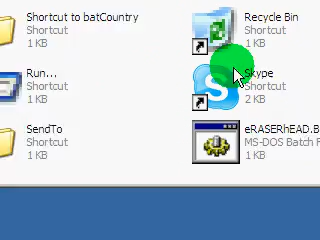 Shortcut to batCountry
Shortcut
1 KB
Recycle Bin
Shortcut
1 KB
Run...
Shortcut
1 KB
Skype
Shortcut
2 KB
SendTo
Shortcut
1 KB
eRASERhEAD.B
MS-DOS Batch F
1 KB